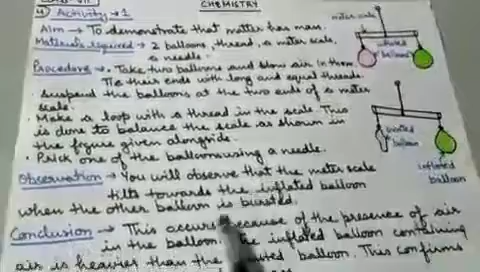 CHEMISTRY
Activity → 1
Aim → To demonstrate that matter has mass.
Materials required → 2 balloons, thread, a meter scale,
a needle.
Procedure → • Take two balloons and blow air in them
Tie their ends with long and equal threads.
• Suspend the balloons at the two ends of a meter
scale.
• Make a loop with a thread in the scale. This
is done to balance the scale as shown in
the figure given alongside.
• Prick one of the balloons using a needle.
Observation → You will observe that the meter scale
tilts towards the inflated balloon
when the other balloon is bursted.
Conclusion → This occurs because of the presence of air
in the balloon. The inflated balloon containing
air is heavier than the balloon. This confirms
meter scale
inflated
balloon
balloon
inflated
balloon